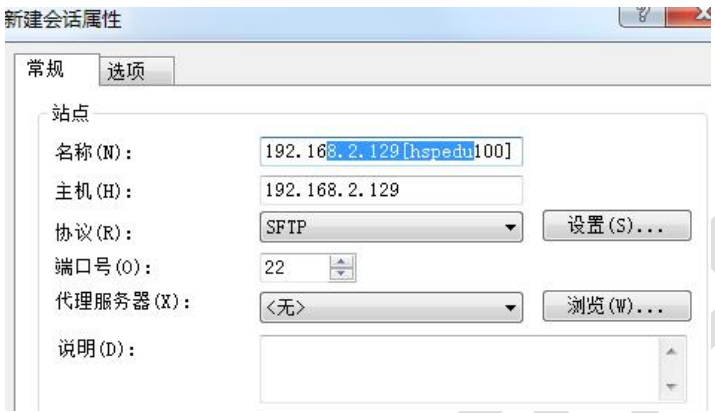 新建会话属性
常规 选项
站点
名称(N): 192.168.2.129[hspedu100]
主机(H): 192.168.2.129
协议(R): SFTP 设置(S)...
端口号(O): 22
代理服务器(X): <无> 浏览(W)...
说明(D):